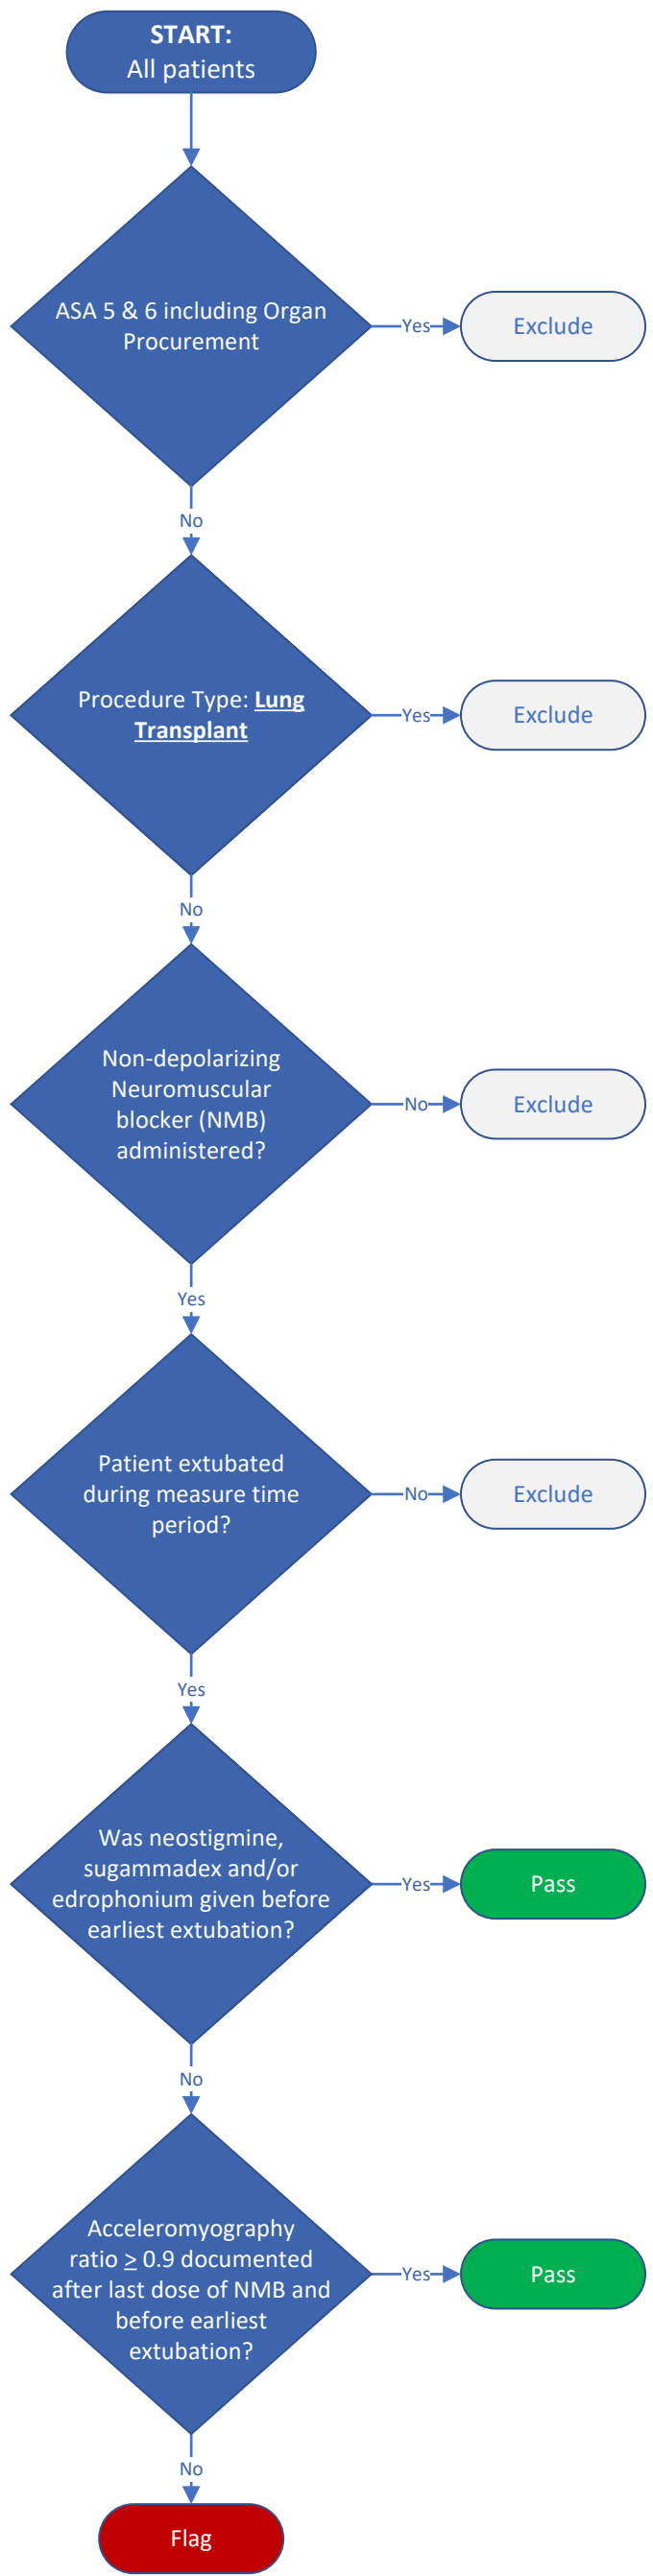 START:
All patients
ASA 5 & 6 including Organ
Procurement
Yes
Exclude
No
Procedure Type: Lung
Transplant
Yes
Exclude
No
Non-depolarizing
Neuromuscular
blocker (NMB)
administered?
No
Exclude
Yes
Patient extubated
during measure time
period?
No
Exclude
Yes
Was neostigmine,
sugammadex and/or
edrophonium given before
earliest extubation?
Yes
Pass
No
Acceleromyography
ratio ≥ 0.9 documented
after last dose of NMB and
before earliest
extubation?
Yes
Pass
No
Flag